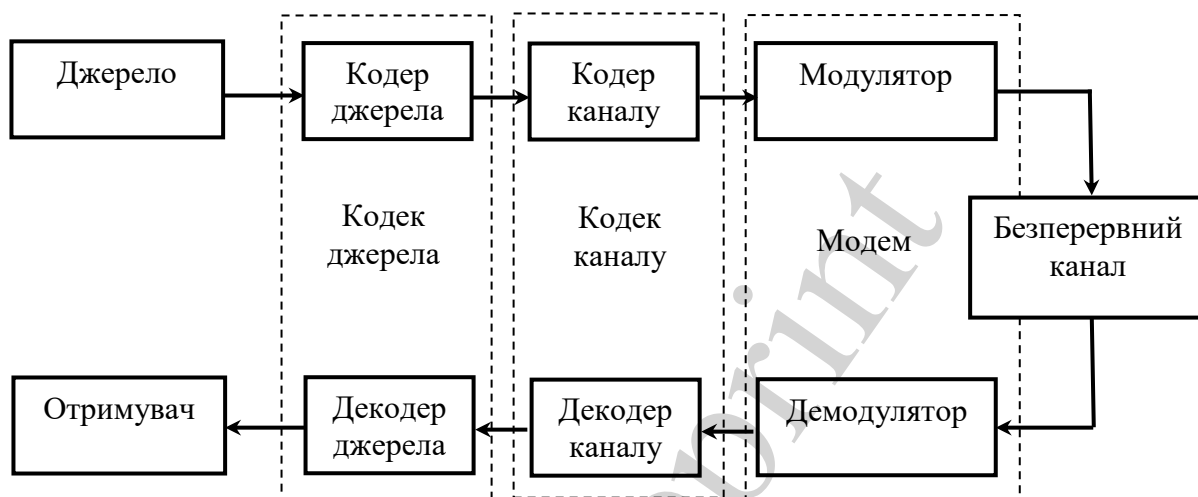 Джерело
Кодер
джерела
Кодер
каналу
Модулятор
Кодек
джерела
Кодек
каналу
Модем
Безперервний
канал
Отримувач
Декодер
джерела
Декодер
каналу
Демодулятор
print